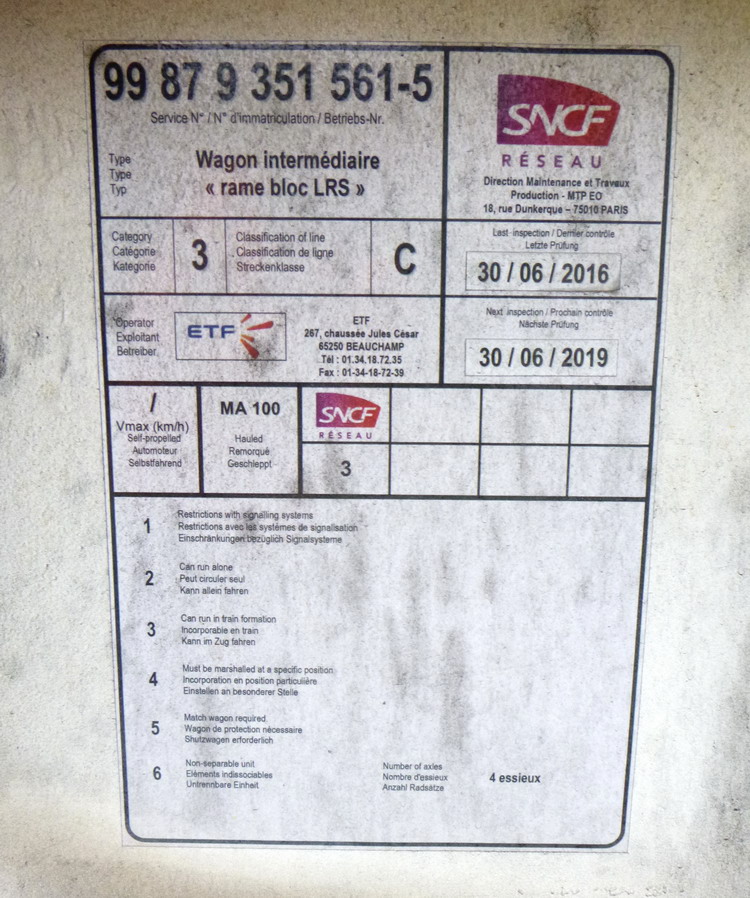 99 87 9 351 561-5
Service N° / N° d'immatriculation / Betriebs-Nr.
Type
Type
Typ
Wagon intermédiaire
« rame bloc LRS »
SNCF
RÉSEAU
Direction Maintenance et Travaux
Production - MTP EO
18, rue Dunkerque – 75010 PARIS
Category
Catégorie
Kategorie
3
Classification of line
Classification de ligne
Streckenklasse
C
Last inspection / Dernier contrôle
Letzte Prüfung
30 / 06 / 2016
Operator
Exploitant
Betreiber
ETF
ETF
267, chaussée Jules César
65250 BEAUCHAMP
Tél : 01.34.18.72.35
Fax : 01-34-18-72-39
Next inspection / Prochain contrôle
Nächste Prüfung
30 / 06 / 2019
/
Vmax (km/h)
Self-propelled
Automoteur
Selbstfahrend
MA 100
Hauled
Remorqué
Geschleppt
SNCF
RÉSEAU
3
1
Restrictions with signalling systems
Restrictions avec les systèmes de signalisation
Einschränkungen bezüglich Signalsysteme
2
Can run alone
Peut circuler seul
Kann allein fahren
3
Can run in train formation
Incorporable en train
Kann im Zug fahren
4
Must be marshalled at a specific position
Incorporation en position particulière
Einstellen an besonderer Stelle
5
Match wagon required
Wagon de protection nécessaire
Shutzwagen erforderlich
6
Non-separable unit
Eléments indissociables
Untrennbare Einheit
Number of axles
Nombre d'essieux
Anzahl Radsätze
4 essieux